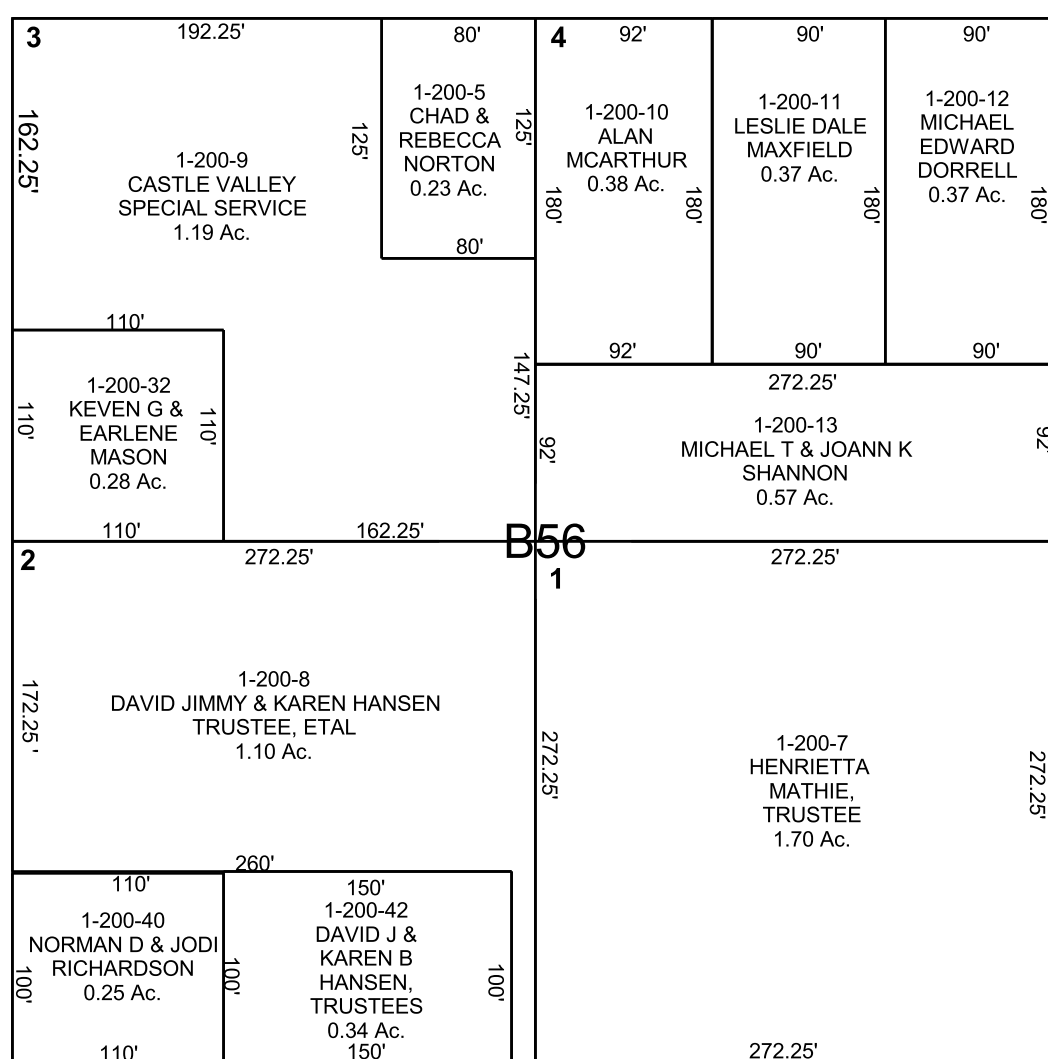 3
192.25'
80'
162.25'
1-200-9
CASTLE VALLEY
SPECIAL SERVICE
1.19 Ac.
125'
1-200-5
CHAD &
REBECCA
NORTON
0.23 Ac.
125'
80'
110'
1-200-32
KEVEN G &
EARLENE
MASON
0.28 Ac.
110'
110'
110'
147.25'
162.25'
4
92'
90'
90'
1-200-10
ALAN
MCARTHUR
0.38 Ac.
180'
180'
1-200-11
LESLIE DALE
MAXFIELD
0.37 Ac.
180'
1-200-12
MICHAEL
EDWARD
DORRELL
0.37 Ac.
180'
92'
90'
90'
272.25'
1-200-13
MICHAEL T & JOANN K
SHANNON
0.57 Ac.
92'
92'
B56
2
272.25'
1-200-8
DAVID JIMMY & KAREN HANSEN
TRUSTEE, ETAL
1.10 Ac.
172.25 '
260'
110'
1-200-40
NORMAN D & JODI
RICHARDSON
0.25 Ac.
100'
100'
110'
150'
1-200-42
DAVID J &
KAREN B
HANSEN,
TRUSTEES
0.34 Ac.
100'
150'
1
272.25'
272.25'
1-200-7
HENRIETTA
MATHIE,
TRUSTEE
1.70 Ac.
272.25'
272.25'